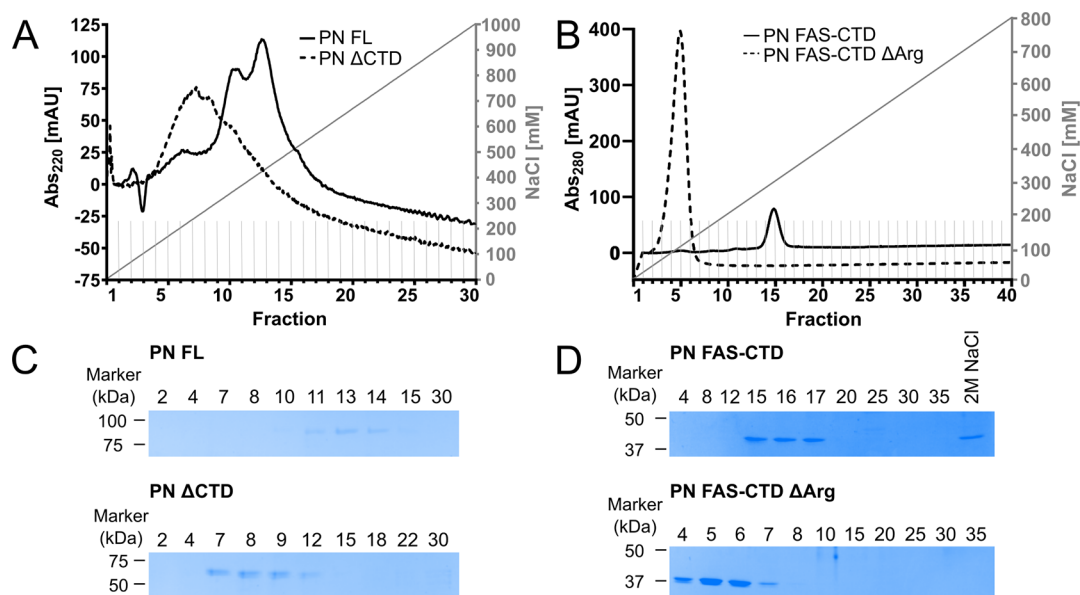 A
125
100
75
50
25
0
-25
-50
-75
Abs220 [mAU]
PN FL
PN ΔCTD
1000
900
800
700
600
500
400
300
200
100
0
NaCl [mM]
1 5 10 15 20 25 30
Fraction
B
400
300
200
100
0
Abs280 [mAU]
PN FAS-CTD
PN FAS-CTD ΔArg
800
700
600
500
400
300
200
100
0
NaCl [mM]
1 5 10 15 20 25 30 35 40
Fraction
C
PN FL
Marker
(kDa)
2 4 7 8 10 11 13 14 15 30
100
75
PN ΔCTD
Marker
(kDa)
2 4 7 8 9 12 15 18 22 30
75
50
D
PN FAS-CTD
Marker
(kDa)
4 8 12 15 16 17 20 25 30 35 2M NaCl
50
37
PN FAS-CTD ΔArg
Marker
(kDa)
4 5 6 7 8 10 15 20 25 30 35
50
37